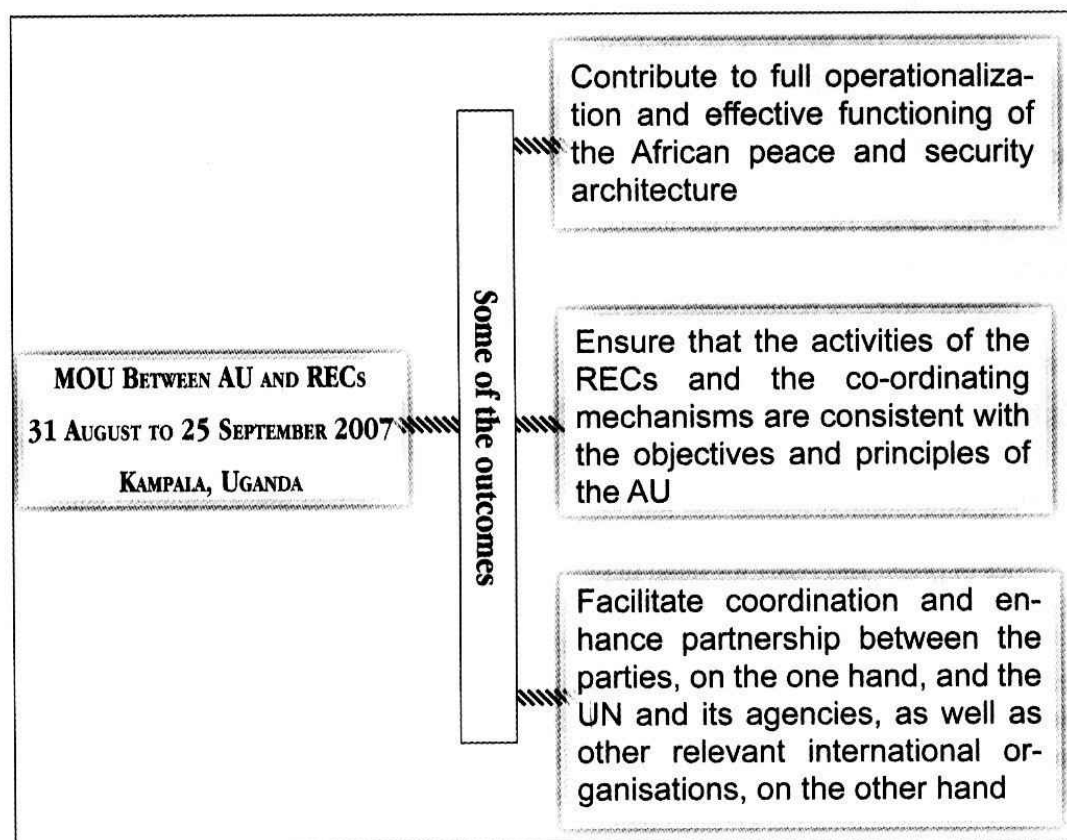 MOU BETWEEN AU AND RECS
31 AUGUST TO 25 SEPTEMBER 2007
KAMPALA, UGANDA
Some of the outcomes
Contribute to full operationaliza-
tion and effective functioning of
the African peace and security
architecture
Ensure that the activities of the
RECs and the co-ordinating
mechanisms are consistent with
the objectives and principles of
the AU
Facilitate coordination and en-
hance partnership between the
parties, on the one hand, and the
UN and its agencies, as well as
other relevant international or-
ganisations, on the other hand